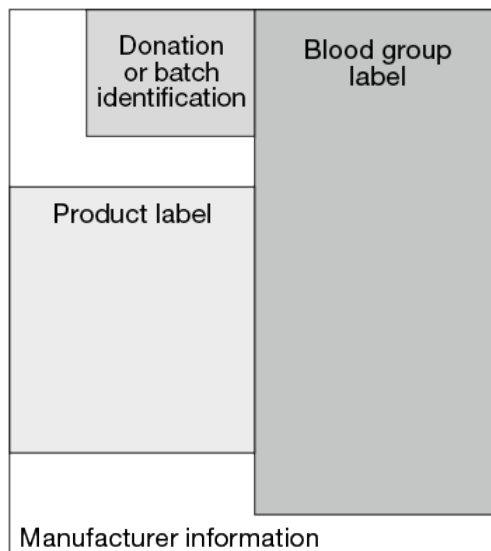 Donation
or batch
identification
Blood group
label
Product label
Manufacturer information